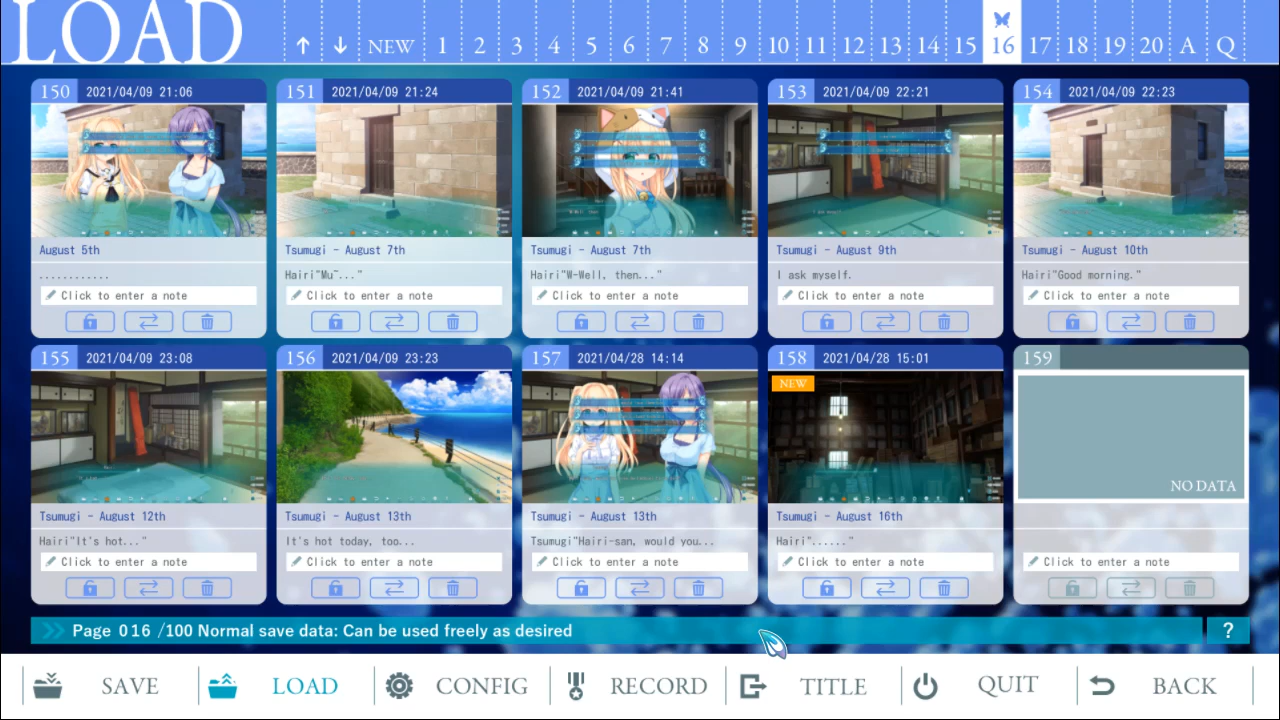 LOAD
↑ ↓ NEW 1 2 3 4 5 6 7 8 9 10 11 12 13 14 15 16 17 18 19 20 A Q
150 2021/04/09 21:06
August 5th
............
Click to enter a note
151 2021/04/09 21:24
Tsumugi - August 7th
Hairi"Mu~..."
Click to enter a note
152 2021/04/09 21:41
Tsumugi - August 7th
Hairi"W-Well, then..."
Click to enter a note
153 2021/04/09 22:21
Tsumugi - August 9th
I ask myself.
Click to enter a note
154 2021/04/09 22:23
Tsumugi - August 10th
Hairi"Good morning."
Click to enter a note
155 2021/04/09 23:08
Tsumugi - August 12th
Hairi"It's hot..."
Click to enter a note
156 2021/04/09 23:23
Tsumugi - August 13th
It's hot today, too...
Click to enter a note
157 2021/04/28 14:14
Tsumugi - August 13th
Tsumugi"Hairi-san, would you...
Click to enter a note
158 2021/04/28 15:01
NEW
Tsumugi - August 16th
Hairi"......"
Click to enter a note
159
NO DATA
Click to enter a note
Page 016 /100 Normal save data: Can be used freely as desired
?
SAVE LOAD CONFIG RECORD TITLE QUIT BACK